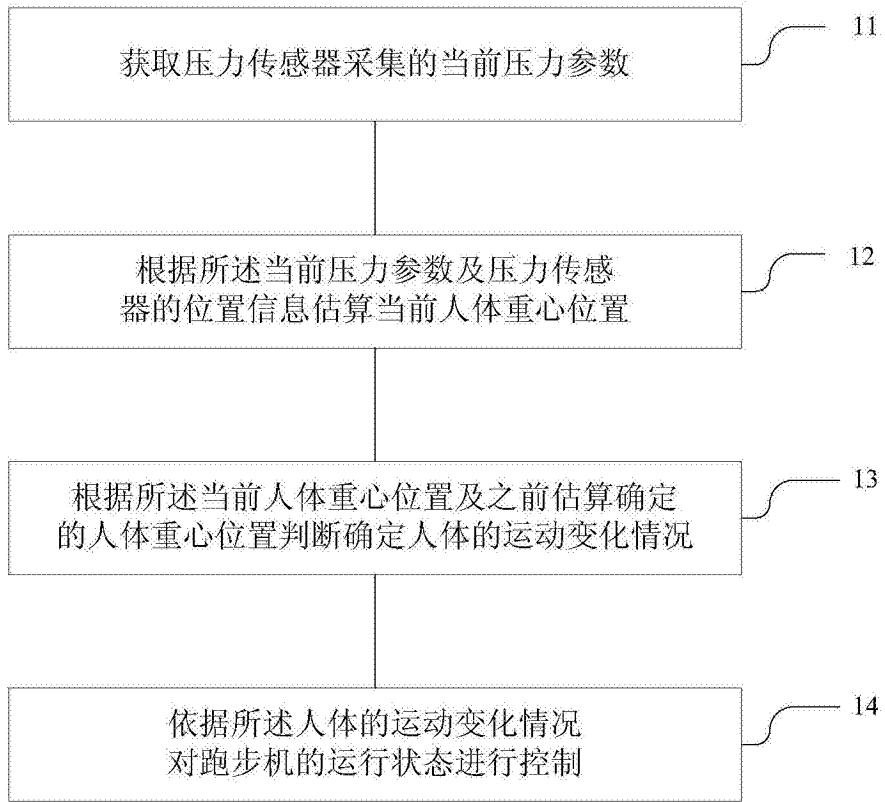 获取压力传感器采集的当前压力参数
11
根据所述当前压力参数及压力传感
器的位置信息估算当前人体重心位置
12
根据所述当前人体重心位置及之前估算确定
的人体重心位置判断确定人体的运动变化情况
13
依据所述人体的运动变化情况
对跑步机的运行状态进行控制
14